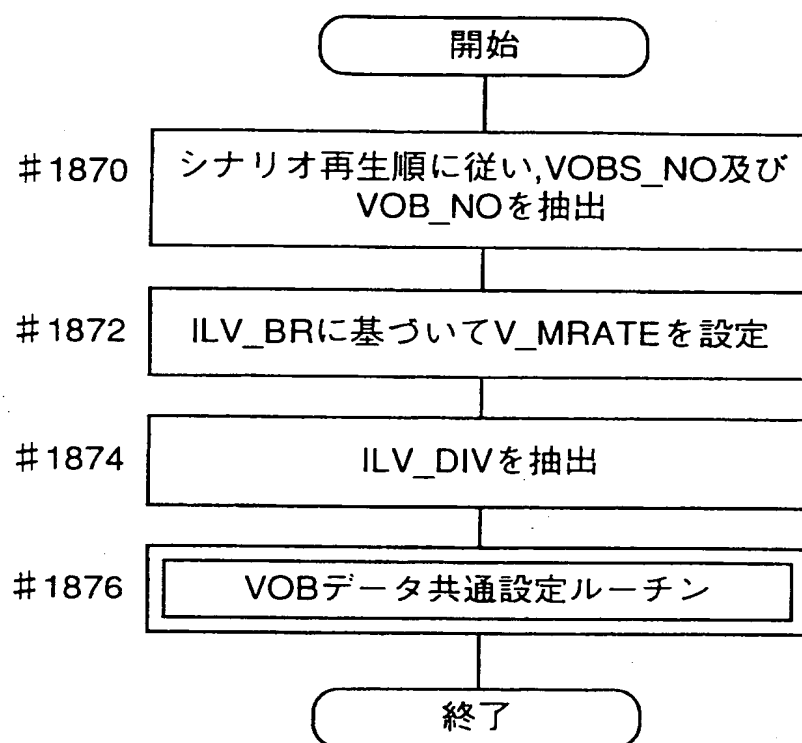 開始
#1870
シナリオ再生順に従い,VOBS_NO及び
VOB_NOを抽出
#1872
ILV_BRに基づいてV_MRATEを設定
#1874
ILV_DIVを抽出
#1876
VOBデータ共通設定ルーチン
終了